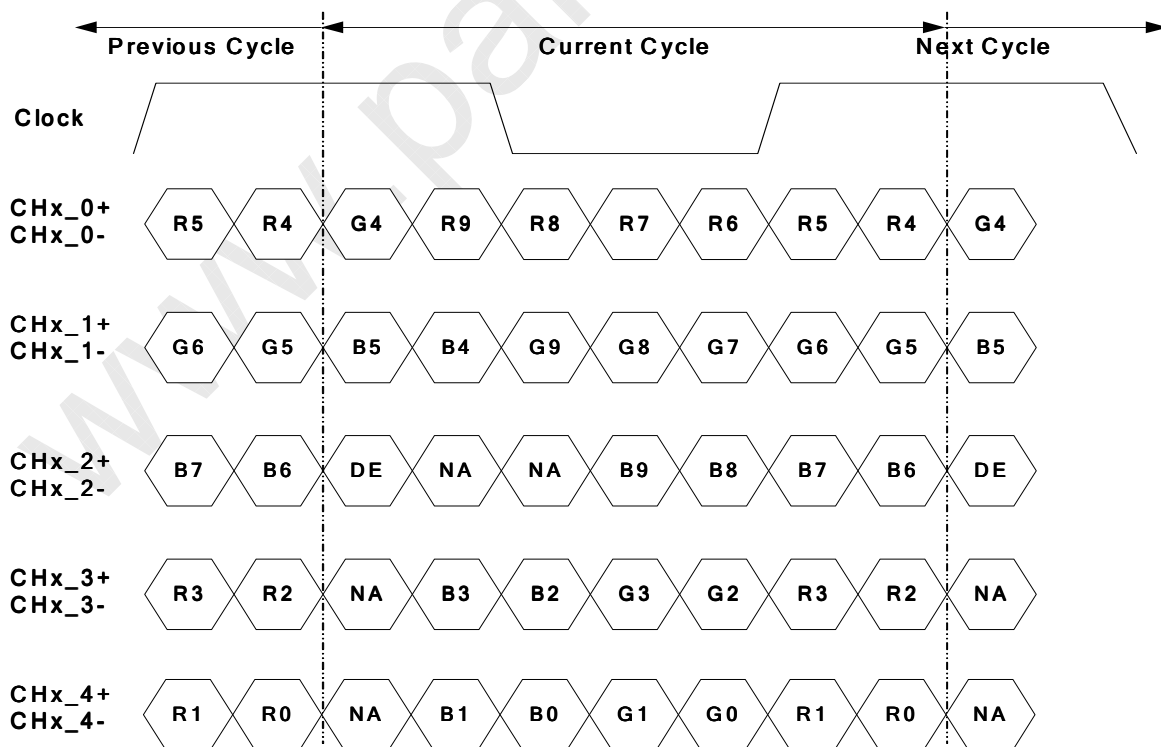 Previous Cycle Current Cycle Next Cycle
Clock
CHx_0+
CHx_0-
R5 R4 G4 R9 R8 R7 R6 R5 R4 G4
CHx_1+
CHx_1-
G6 G5 B5 B4 G9 G8 G7 G6 G5 B5
CHx_2+
CHx_2-
B7 B6 DE NA NA B9 B8 B7 B6 DE
CHx_3+
CHx_3-
R3 R2 NA B3 B2 G3 G2 R3 R2 NA
CHx_4+
CHx_4-
R1 R0 NA B1 B0 G1 G0 R1 R0 NA
www.pa